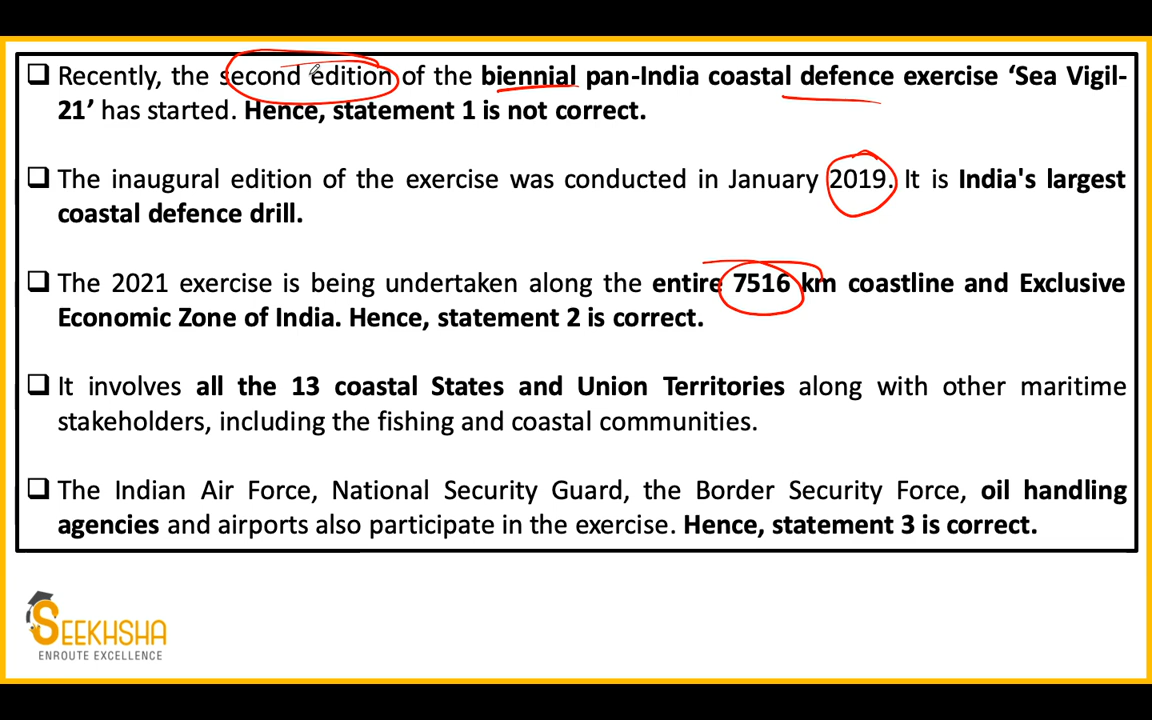 ❑ Recently, the second edition of the biennial pan-India coastal defence exercise ‘Sea Vigil-
21’ has started. Hence, statement 1 is not correct.
❑ The inaugural edition of the exercise was conducted in January 2019. It is India's largest
coastal defence drill.
❑ The 2021 exercise is being undertaken along the entire 7516 km coastline and Exclusive
Economic Zone of India. Hence, statement 2 is correct.
❑ It involves all the 13 coastal States and Union Territories along with other maritime
stakeholders, including the fishing and coastal communities.
❑ The Indian Air Force, National Security Guard, the Border Security Force, oil handling
agencies and airports also participate in the exercise. Hence, statement 3 is correct.
SEEKHSHA
ENROUTE EXCELLENCE